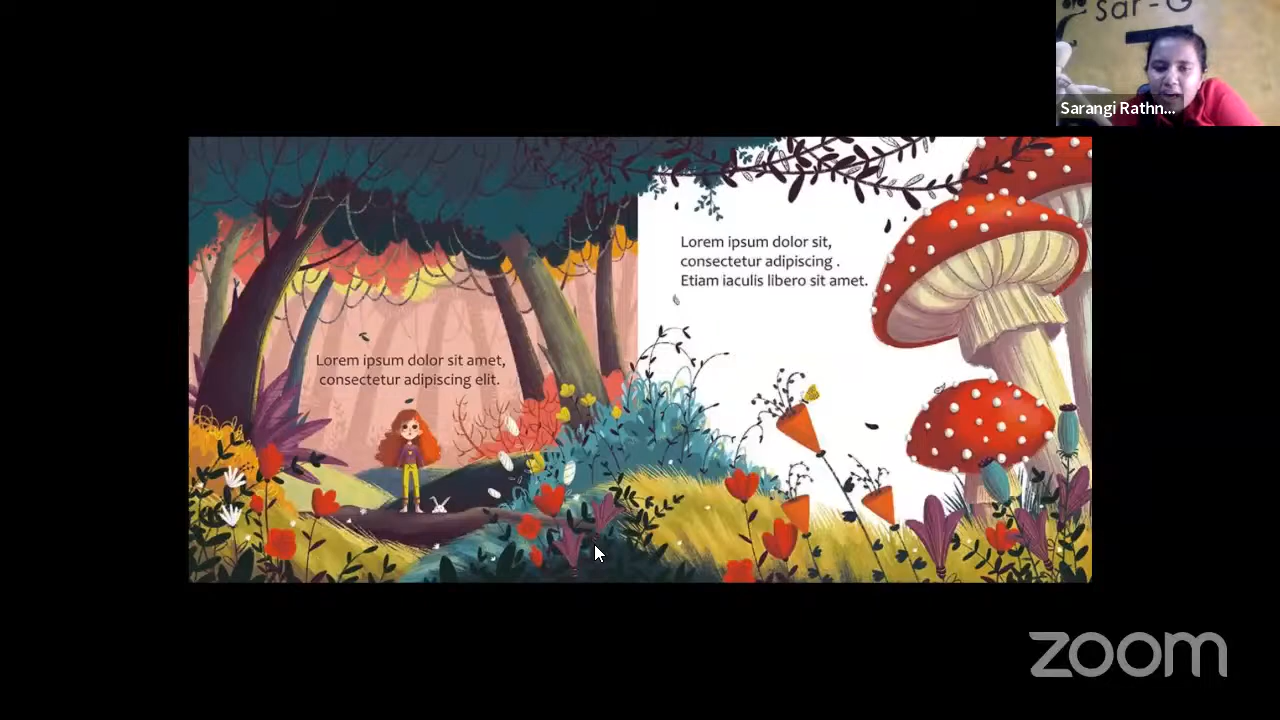 sar-G
Sarangi Rathn...
Lorem ipsum dolor sit,
consectetur adipiscing .
Etiam iaculis libero sit amet.
Lorem ipsum dolor sit amet,
consectetur adipiscing elit.
zoom